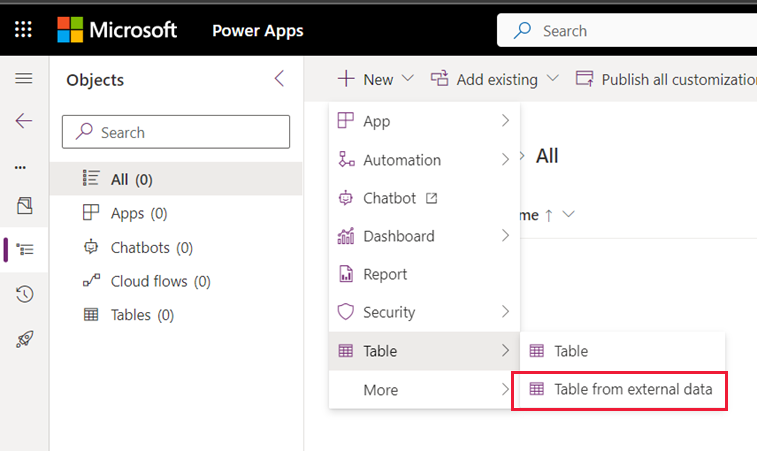 Microsoft Power Apps Search
Objects
New Add existing Publish all customizatio
Search
All (0)
Apps (0)
Chatbots (0)
Cloud flows (0)
Tables (0)
App
Automation
Chatbot
Dashboard
Report
Security
Table
More
Table
Table from external data
All
me ↑